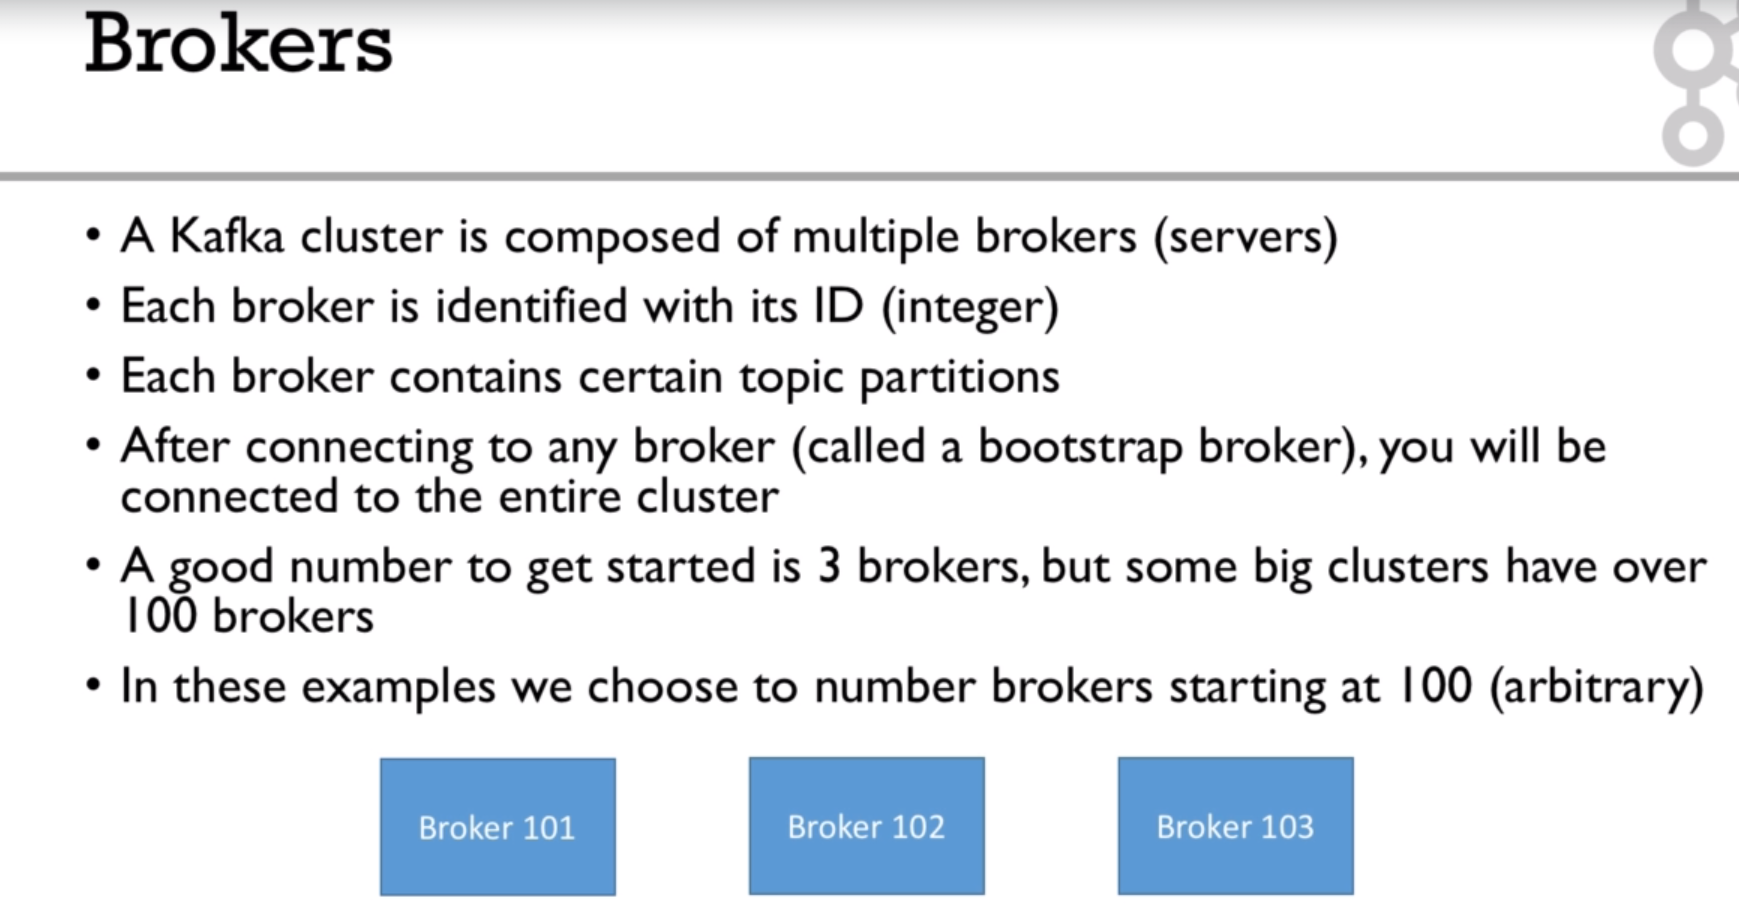 Brokers
• A Kafka cluster is composed of multiple brokers (servers)
• Each broker is identified with its ID (integer)
• Each broker contains certain topic partitions
• After connecting to any broker (called a bootstrap broker), you will be
connected to the entire cluster
• A good number to get started is 3 brokers, but some big clusters have over
100 brokers
• In these examples we choose to number brokers starting at 100 (arbitrary)
Broker 101
Broker 102
Broker 103